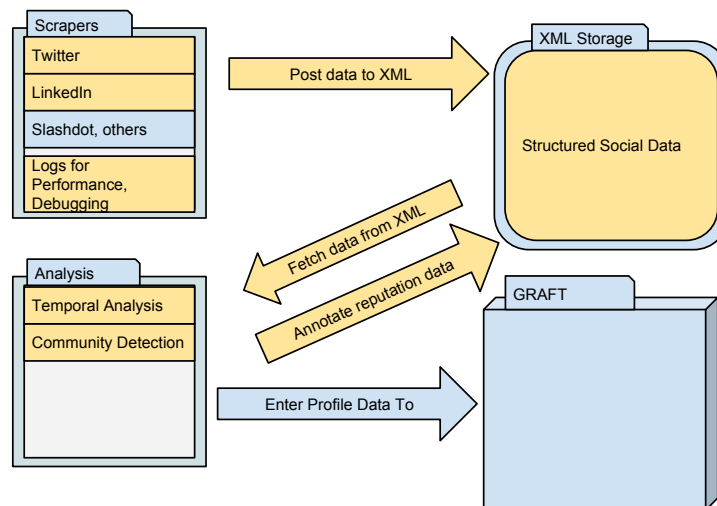 Scrapers
Twitter
LinkedIn
Slashdot, others
Logs for
Performance,
Debugging
Post data to XML
XML Storage
Structured Social Data
Fetch data from XML
Annotate reputation data
Analysis
Temporal Analysis
Community Detection
Enter Profile Data To
GRAFT